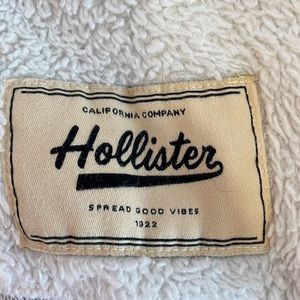 CALIFORNIA COMPANY
Hollister
SPREAD GOOD VIBES
1922